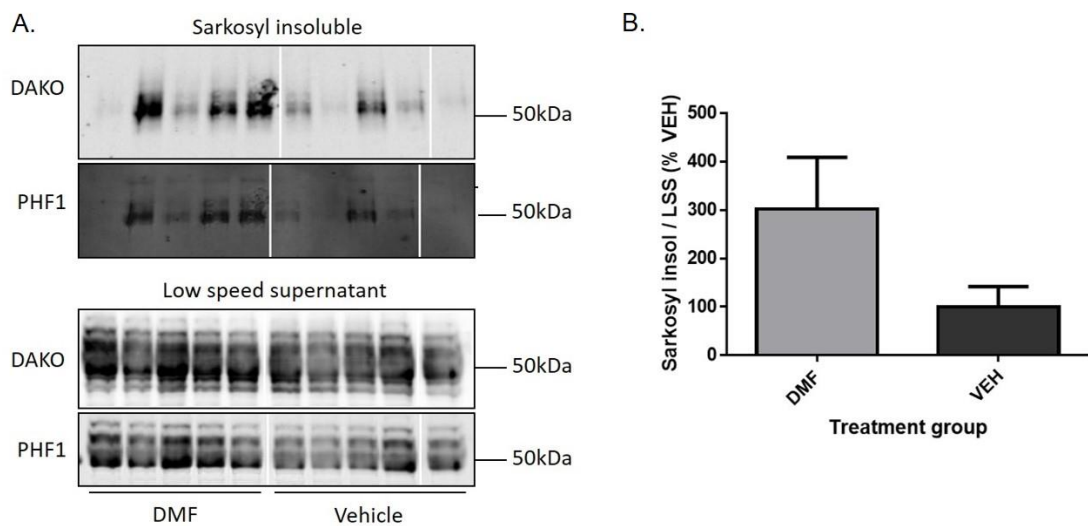 A.
Sarkosyl insoluble
DAKO
50kDa
PHF1
50kDa
Low speed supernatant
DAKO
50kDa
PHF1
50kDa
DMF
Vehicle
B.
Sarkosyl insol / LSS (% VEH)
500
400
300
200
100
0
DMF
VEH
Treatment group